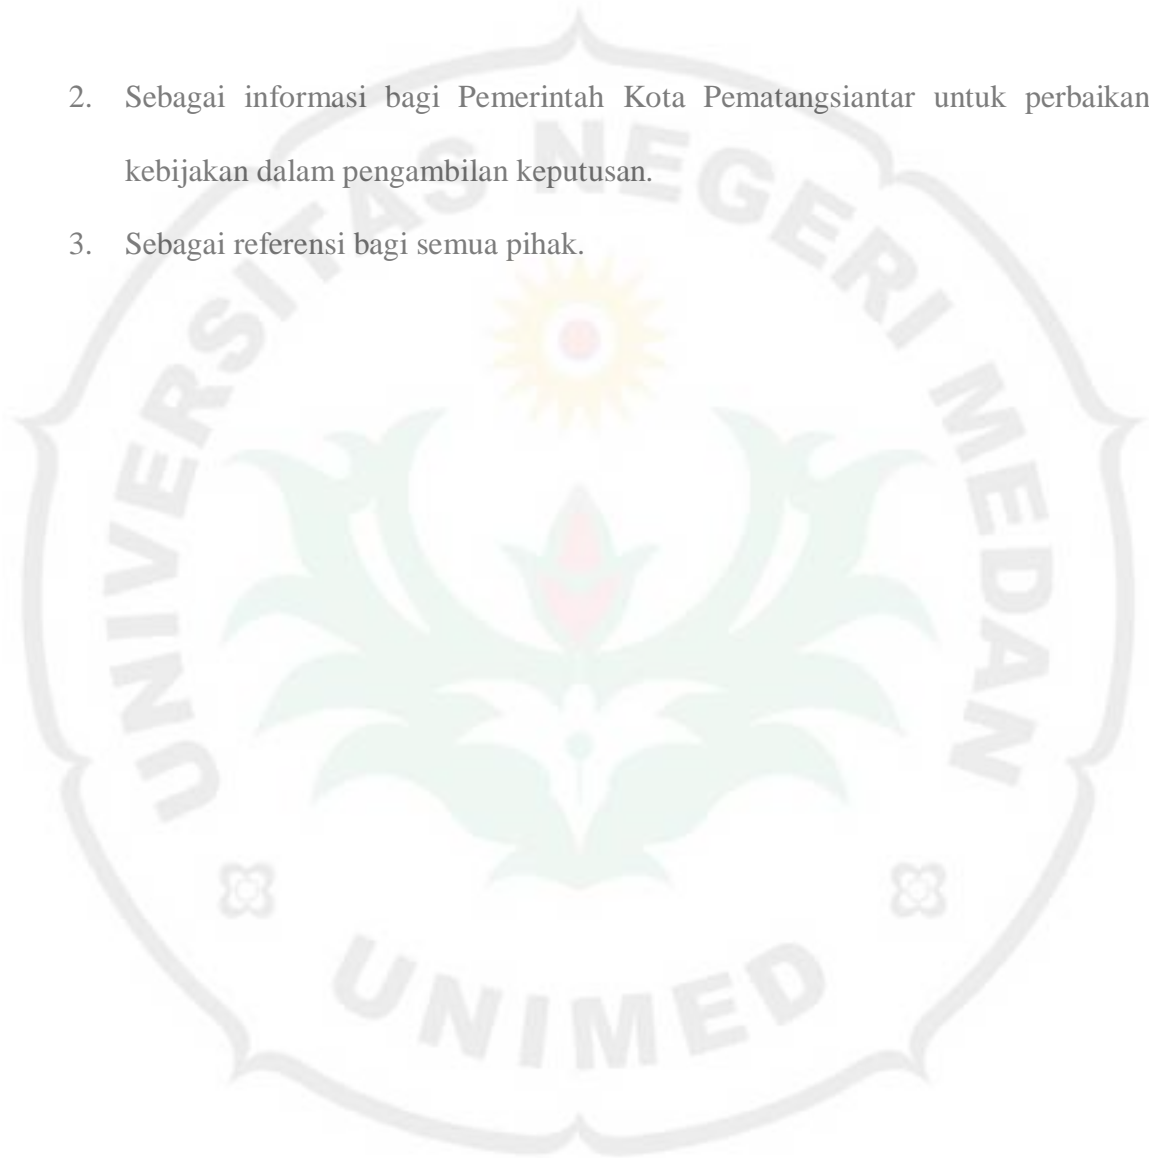 2. Sebagai informasi bagi Pemerintah Kota Pematangsiantar untuk perbaikan
kebijakan dalam pengambilan keputusan.
3. Sebagai referensi bagi semua pihak.
UNIVERSITAS NEGERI MEDAN
UNIMED